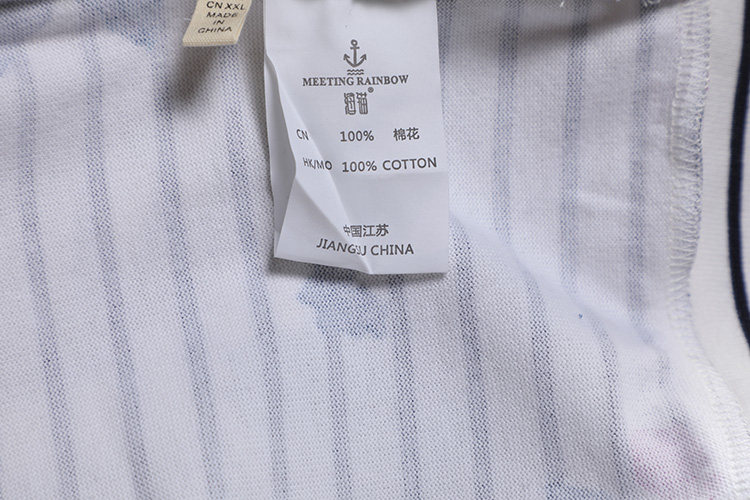 CN XXL
MADE IN
CHINA
MEETING RAINBOW
®
CN 100% 棉花
HK/MO 100% COTTON
中国江苏
JIANGSU CHINA